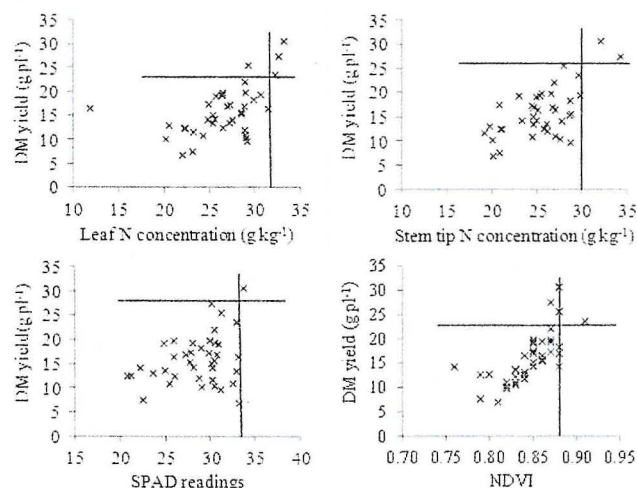 35
30
25
20
15
10
5
0
DM yield (g pl-1)
10 15 20 25 30 35
Leaf N concentration (g kg-1)
35
30
25
20
15
10
5
0
DM yield (g pl-1)
15 20 25 30 35
Stem tip N concentration (g kg-1)
35
30
25
20
15
10
5
0
DM yield(g pl-1)
15 20 25 30 35 40
SPAD readings
35
30
25
20
15
10
5
0
DM yield (g pl-1)
0.70 0.75 0.80 0.85 0.90 0.95
NDVI